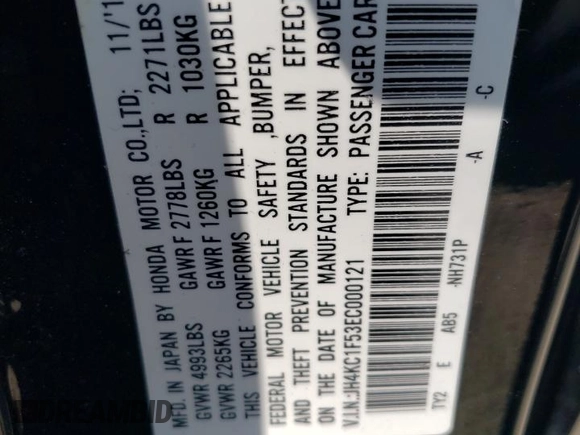 MFD. IN JAPAN BY HONDA MOTOR CO.,LTD; 11/'1
GVWR 4993LBS GAWR F 2778LBS R 2271LBS
GVWR 2265KG GAWR F 1260KG R 1030KG
THIS VEHICLE CONFORMS TO ALL APPLICABLE
FEDERAL MOTOR VEHICLE SAFETY ,BUMPER,
AND THEFT PREVENTION STANDARDS IN EFFECT
ON THE DATE OF MANUFACTURE SHOWN ABOVE
V.I.N.:JH4KC1F53EC000121 TYPE: PASSENGER CAR
TY2 E AB5 -NH731P -A -C
DREAMBID